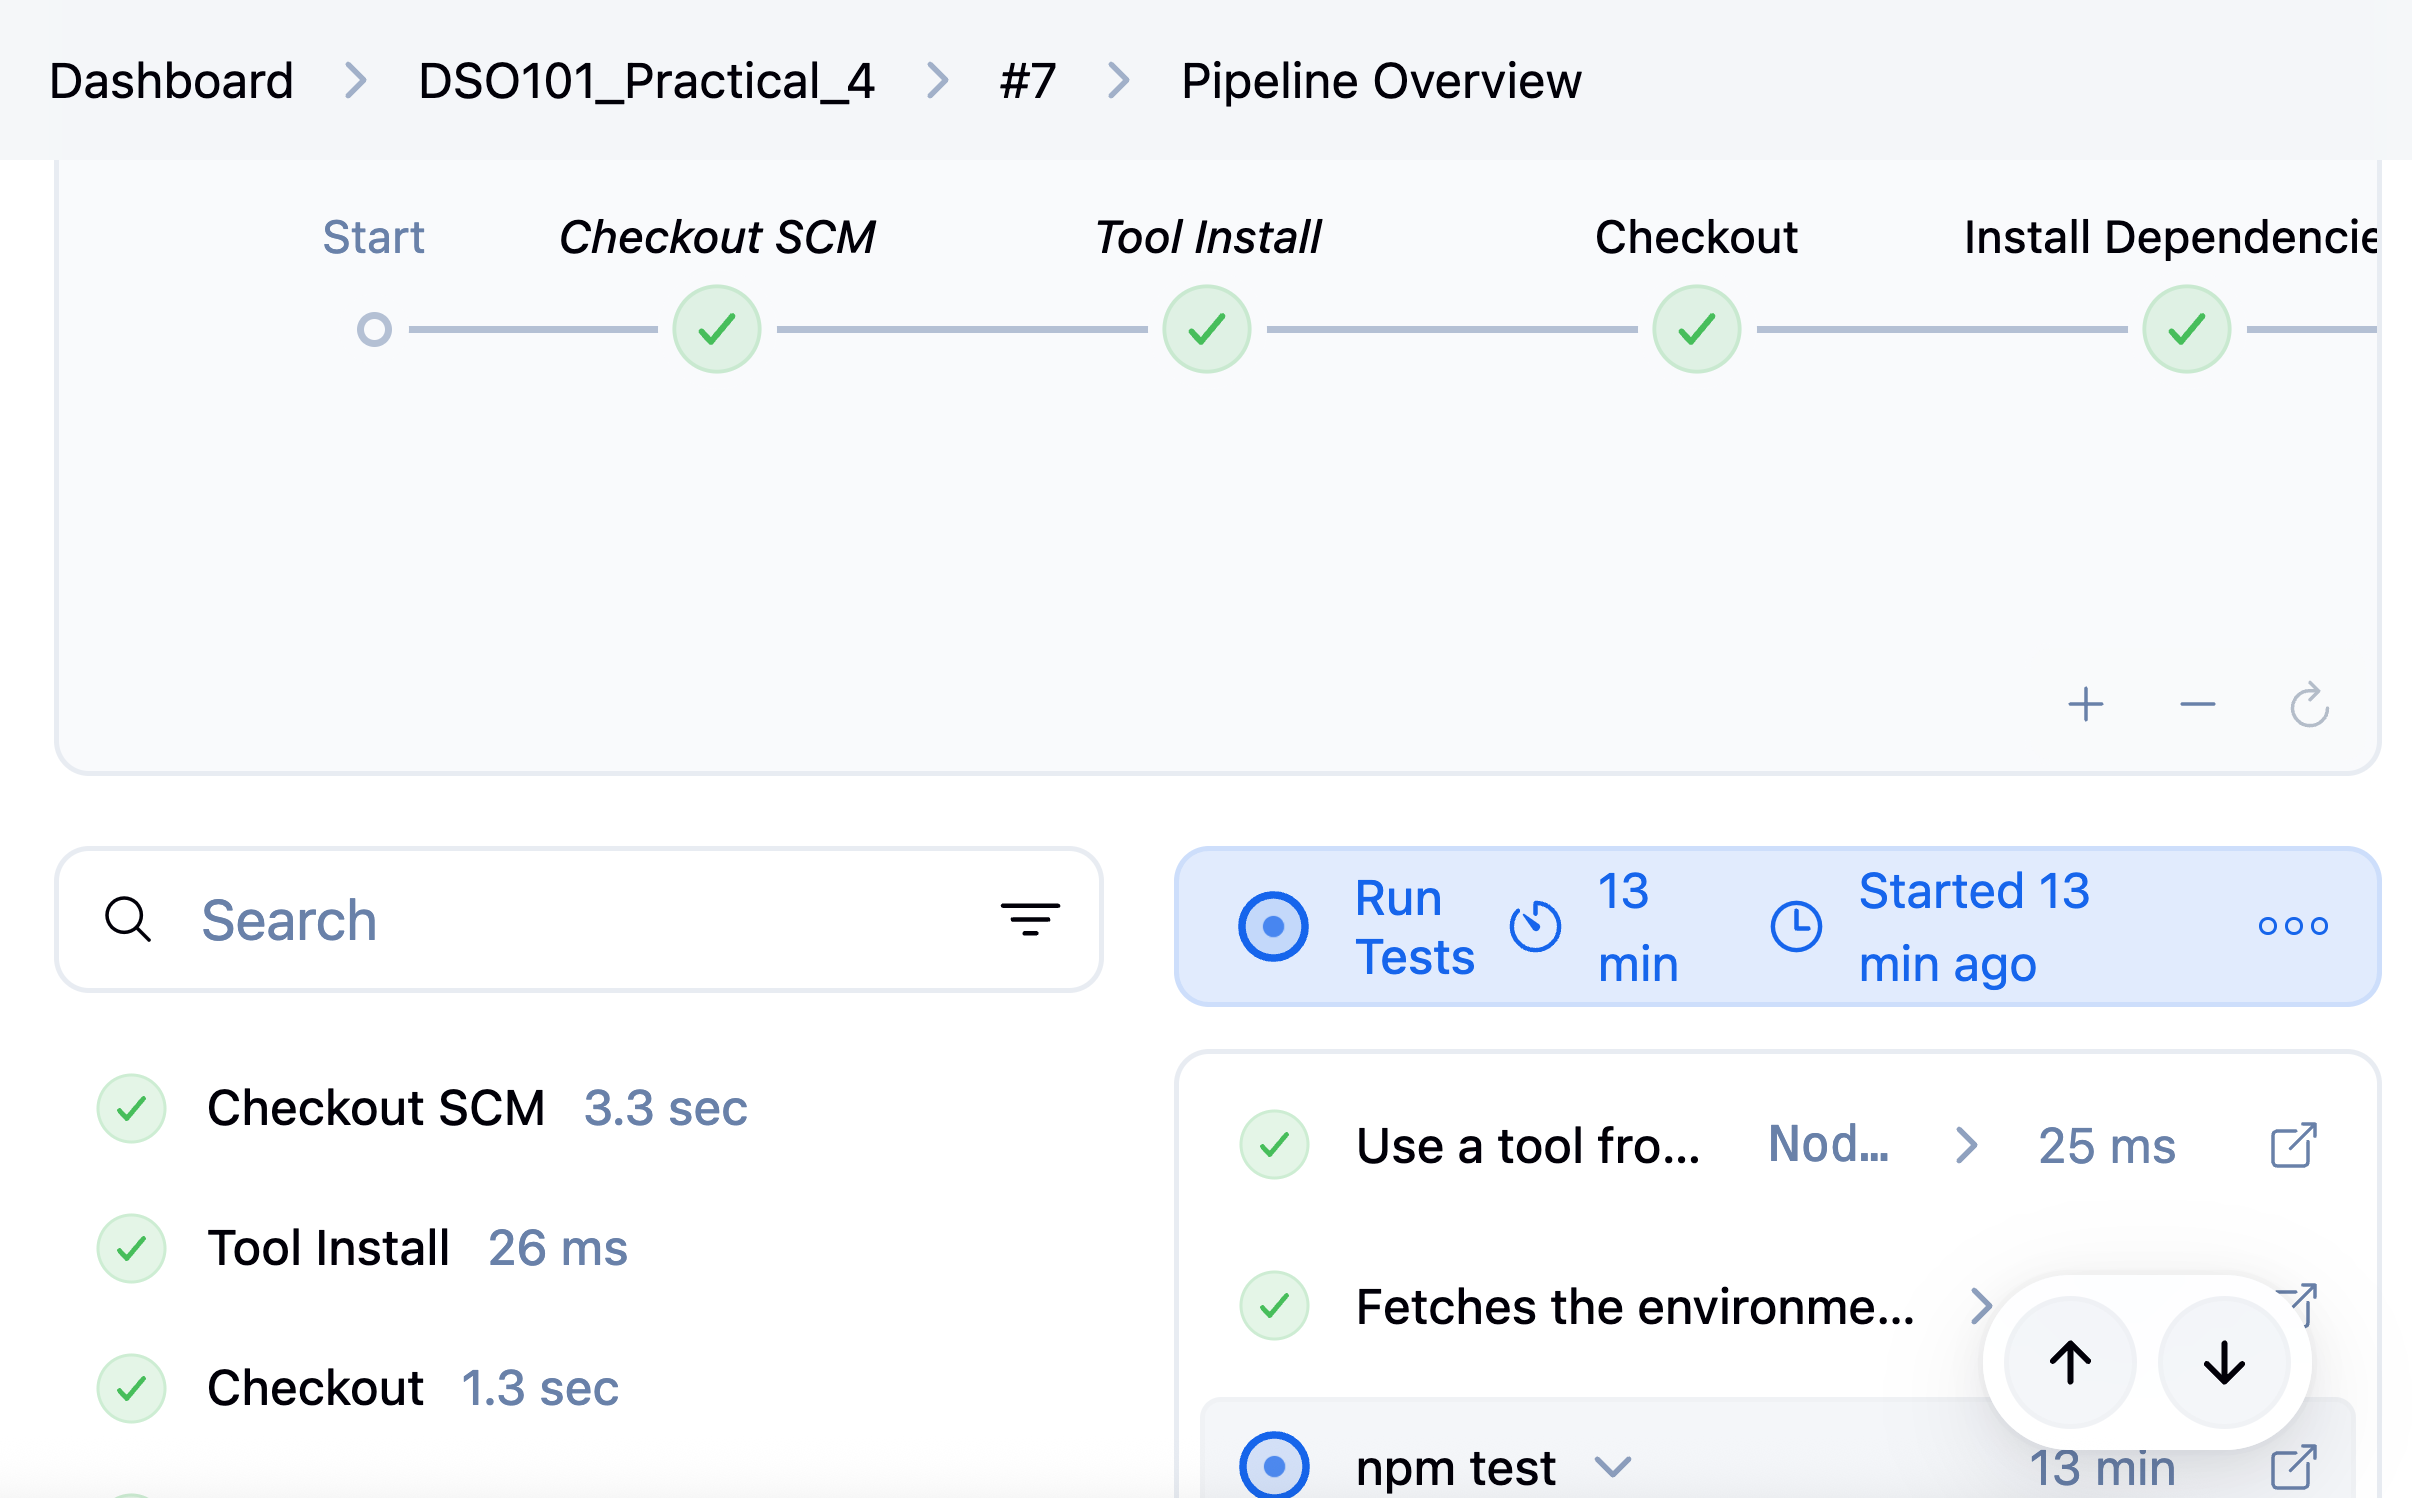 Dashboard > DSO101_Practical_4 > #7 > Pipeline Overview
Start Checkout SCM Tool Install Checkout Install Dependencie
Search
Run Tests
13 min
Started 13 min ago
Checkout SCM 3.3 sec
Tool Install 26 ms
Checkout 1.3 sec
Use a tool fro... Nod... 25 ms
Fetches the environme...
npm test 13 min